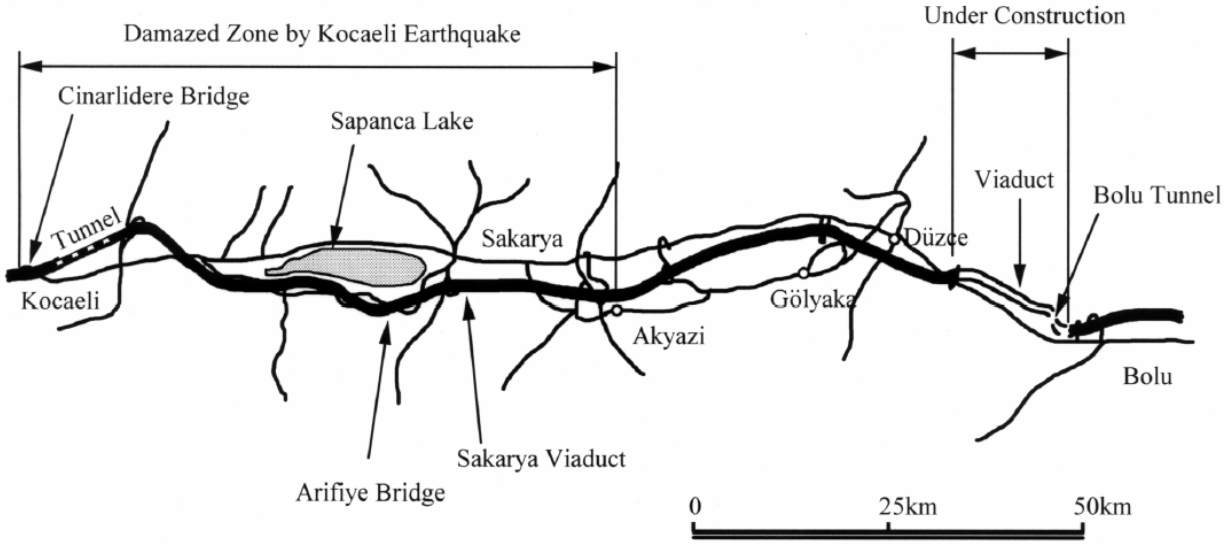 Under Construction
Damazed Zone by Kocaeli Earthquake
Cinarlidere Bridge
Sapanca Lake
Viaduct
Bolu Tunnel
Tunnel
Sakarya
Düzce
Kocaeli
Gölyaka
Akyazi
Bolu
Sakarya Viaduct
Arifiye Bridge
0 25km 50km